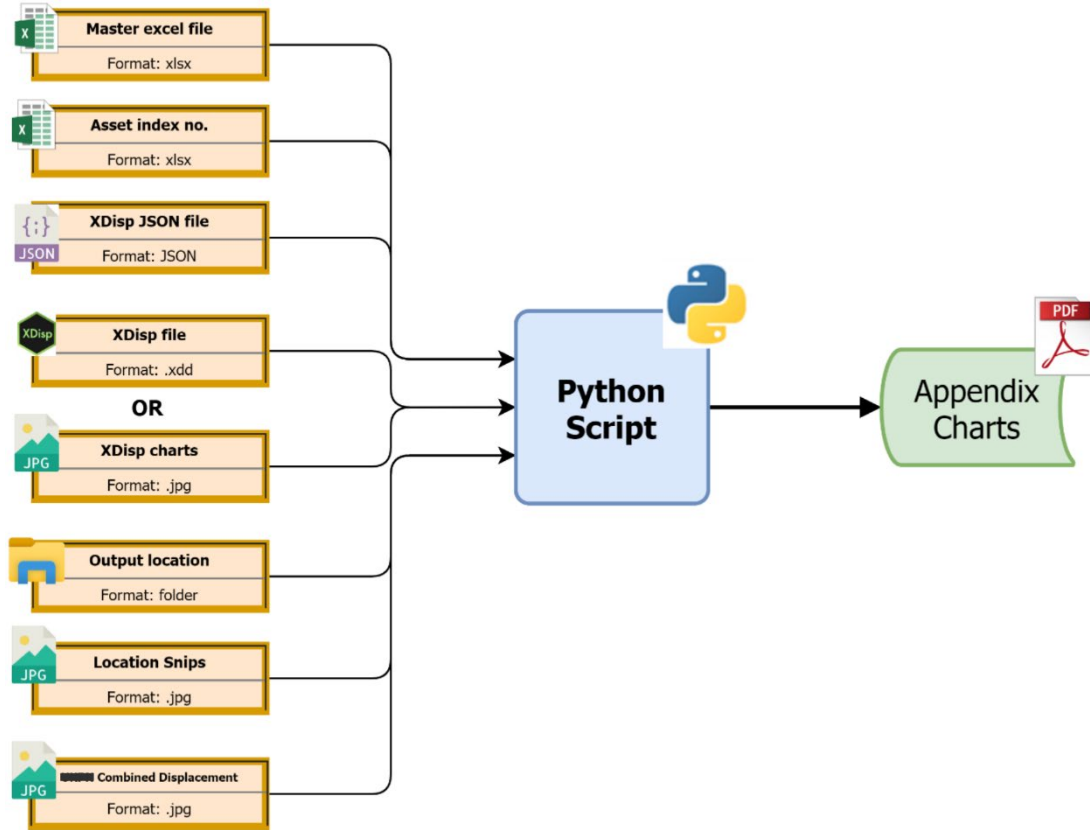 Master excel file
Format: xlsx
Asset index no.
Format: xlsx
{;}
JSON
XDisp JSON file
Format: JSON
XDisp
XDisp file
Format: .xdd
OR
JPG
XDisp charts
Format: .jpg
Output location
Format: folder
JPG
Location Snips
Format: .jpg
JPG
Combined Displacement
Format: .jpg
Python
Script
PDF
Appendix
Charts
X
X